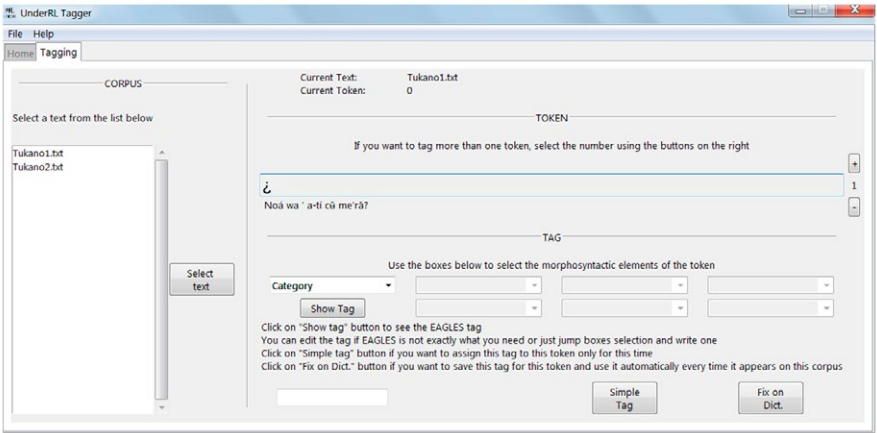 UnderRL Tagger
File Help
Home Tagging
CORPUS
Select a text from the list below
Tukano1.txt
Tukano2.txt
Select
text
Current Text: Tukano1.txt
Current Token: 0
TOKEN
If you want to tag more than one token, select the number using the buttons on the right
+
¿
1
Noá wa ' a-tí cũ me'rã?
-
TAG
Use the boxes below to select the morphosyntactic elements of the token
Category
Show Tag
Click on "Show tag" button to see the EAGLES tag
You can edit the tag if EAGLES is not exactly what you need or just jump boxes selection and write one
Click on "Simple tag" button if you want to assign this tag to this token only for this time
Click on "Fix on Dict." button if you want to save this tag for this token and use it automatically every time it appears on this corpus
Simple
Tag
Fix on
Dict.